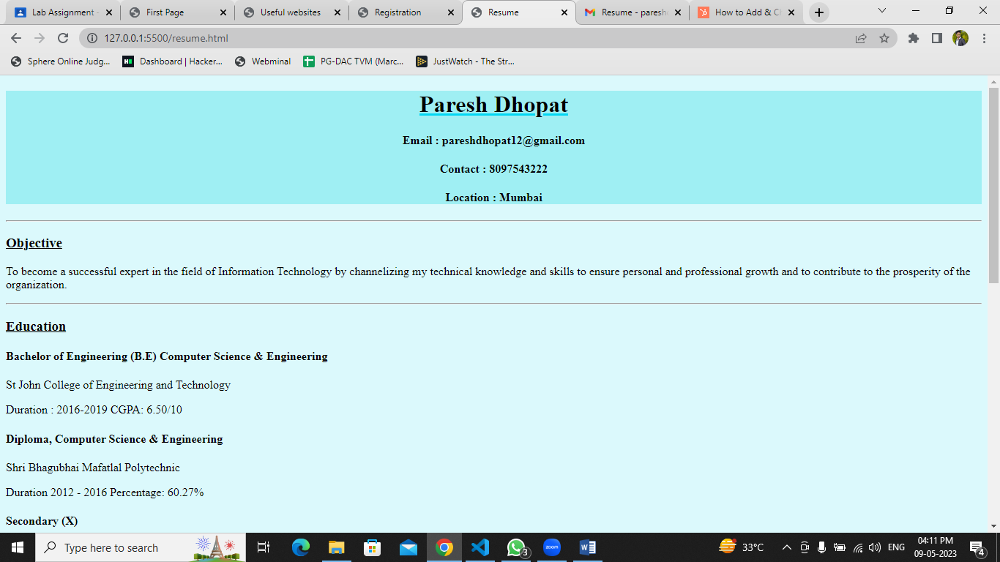 Lab Assignment -
First Page
Useful websites
Registration
Resume
Resume - paresh
How to Add & Ch
127.0.0.1:5500/resume.html
Sphere Online Judg...
Dashboard | Hacker...
Webminal
PG-DAC TVM (Marc...
JustWatch - The Str...
Paresh Dhopat
Email : pareshdhopat12@gmail.com
Contact : 8097543222
Location : Mumbai
Objective
To become a successful expert in the field of Information Technology by channelizing my technical knowledge and skills to ensure personal and professional growth and to contribute to the prosperity of the
organization.
Education
Bachelor of Engineering (B.E) Computer Science & Engineering
St John College of Engineering and Technology
Duration : 2016-2019 CGPA: 6.50/10
Diploma, Computer Science & Engineering
Shri Bhagubhai Mafatlal Polytechnic
Duration 2012 - 2016 Percentage: 60.27%
Secondary (X)
Type here to search
3
zoom
33°C
ENG
04:11 PM
09-05-2023
4